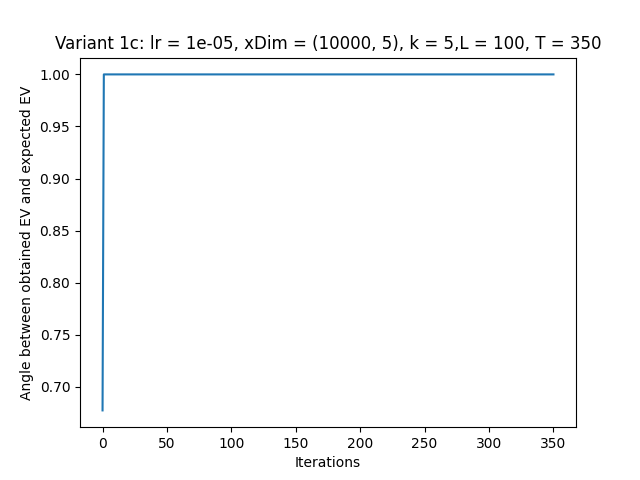 Variant 1c: lr = 1e-05, xDim = (10000, 5), k = 5,L = 100, T = 350
Angle between obtained EV and expected EV
1.00
0.95
0.90
0.85
0.80
0.75
0.70
0 50 100 150 200 250 300 350
Iterations